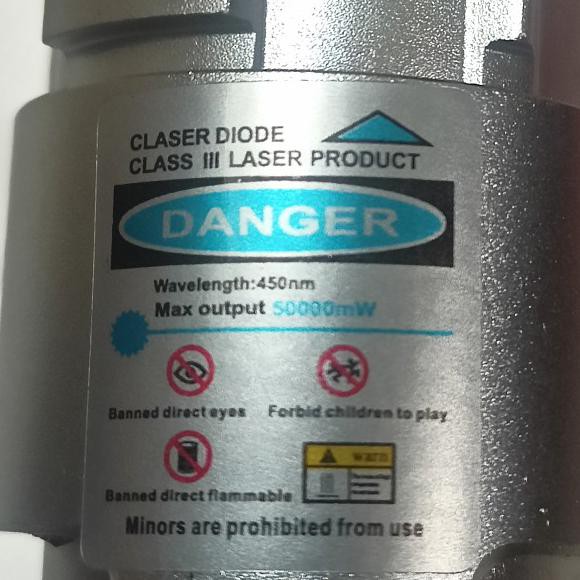 CLASER DIODE
CLASS III LASER PRODUCT
DANGER
Wavelength:450nm
Max output 50000mW
Banned direct eyes Forbid children to play
warn
Banned direct flammable
Minors are prohibited from use